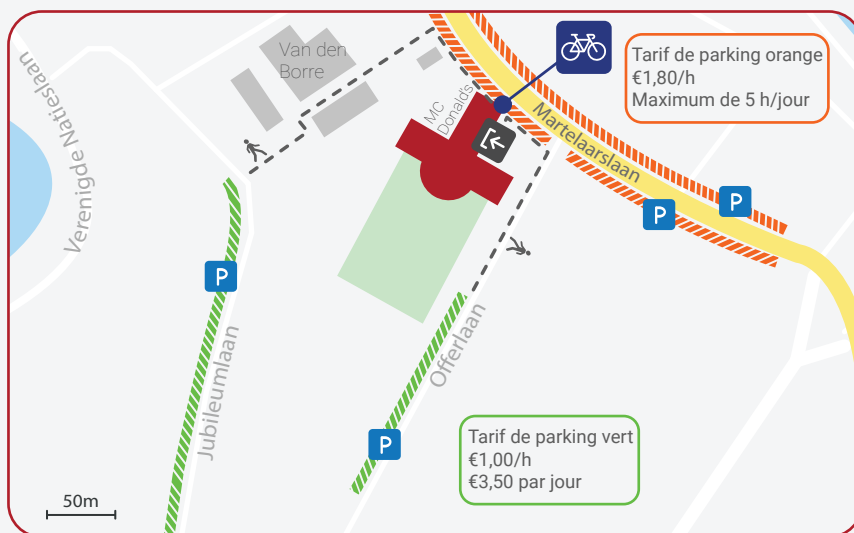 Van den
Borre
MC
Donald's
Verenigde Natieslaan
Martelaarslaan
Tarif de parking orange
€1,80/h
Maximum de 5 h/jour
P
P
P
P
Jubileumlaan
Offerlaan
Tarif de parking vert
€1,00/h
€3,50 par jour
50m